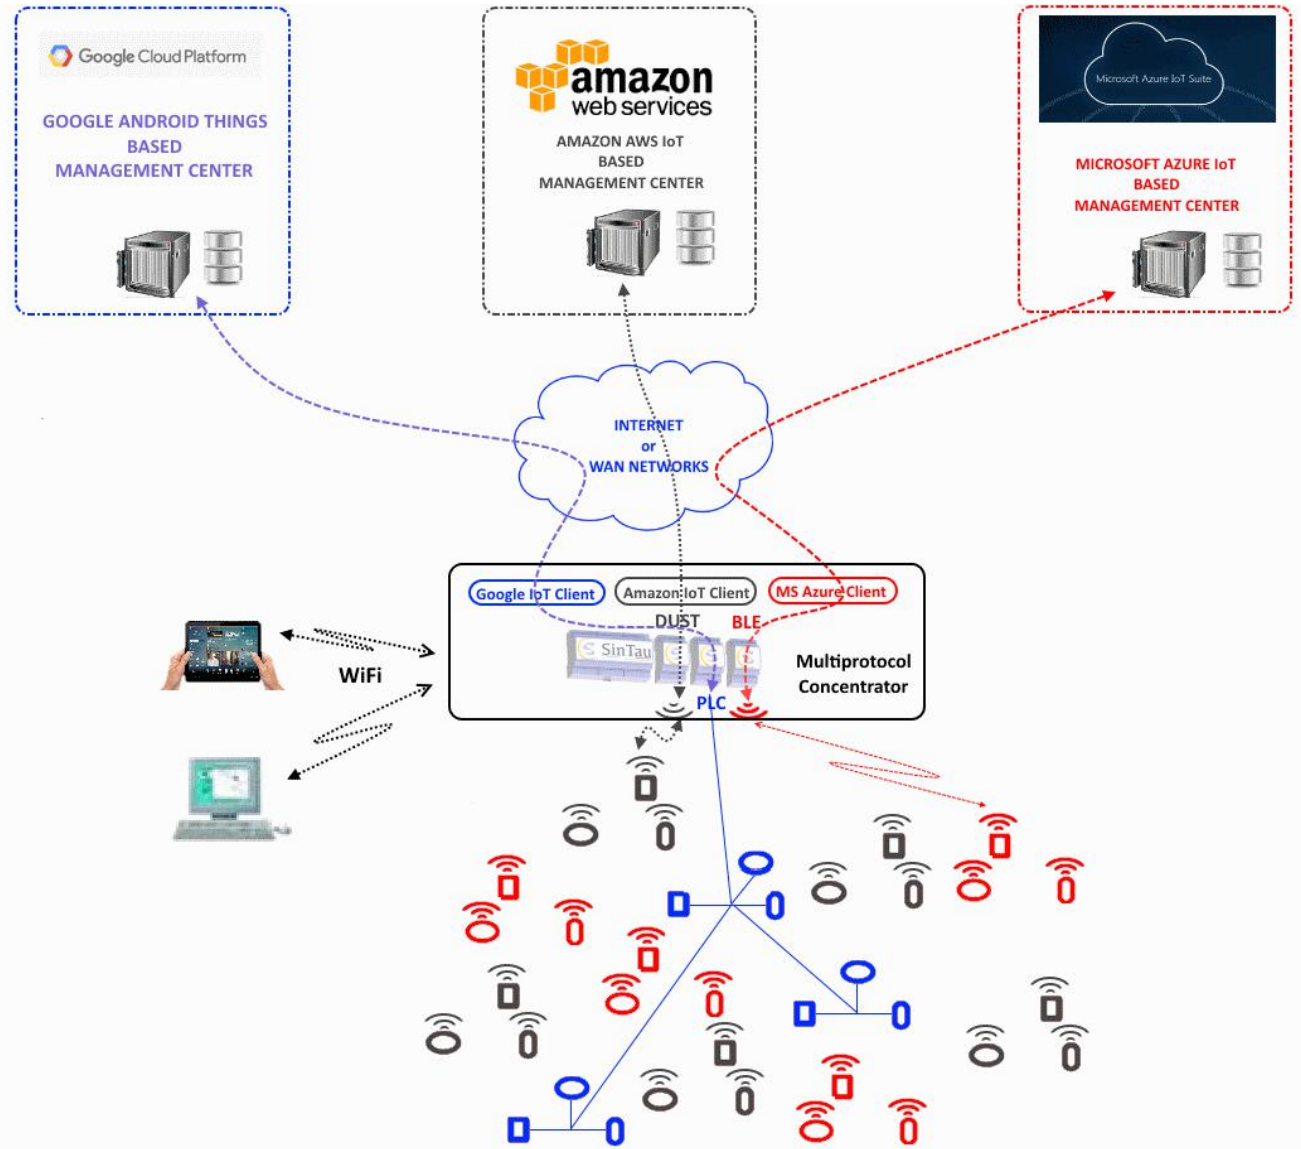 Google Cloud Platform
GOOGLE ANDROID THINGS
BASED
MANAGEMENT CENTER
amazon
web services
AMAZON AWS IoT
BASED
MANAGEMENT CENTER
Microsoft Azure IoT Suite
MICROSOFT AZURE IoT
BASED
MANAGEMENT CENTER
INTERNET
or
WAN NETWORKS
Google IoT Client
Amazon IoT Client
MS Azure Client
DUST
BLE
SinTau
Multiprotocol
Concentrator
PLC
WiFi